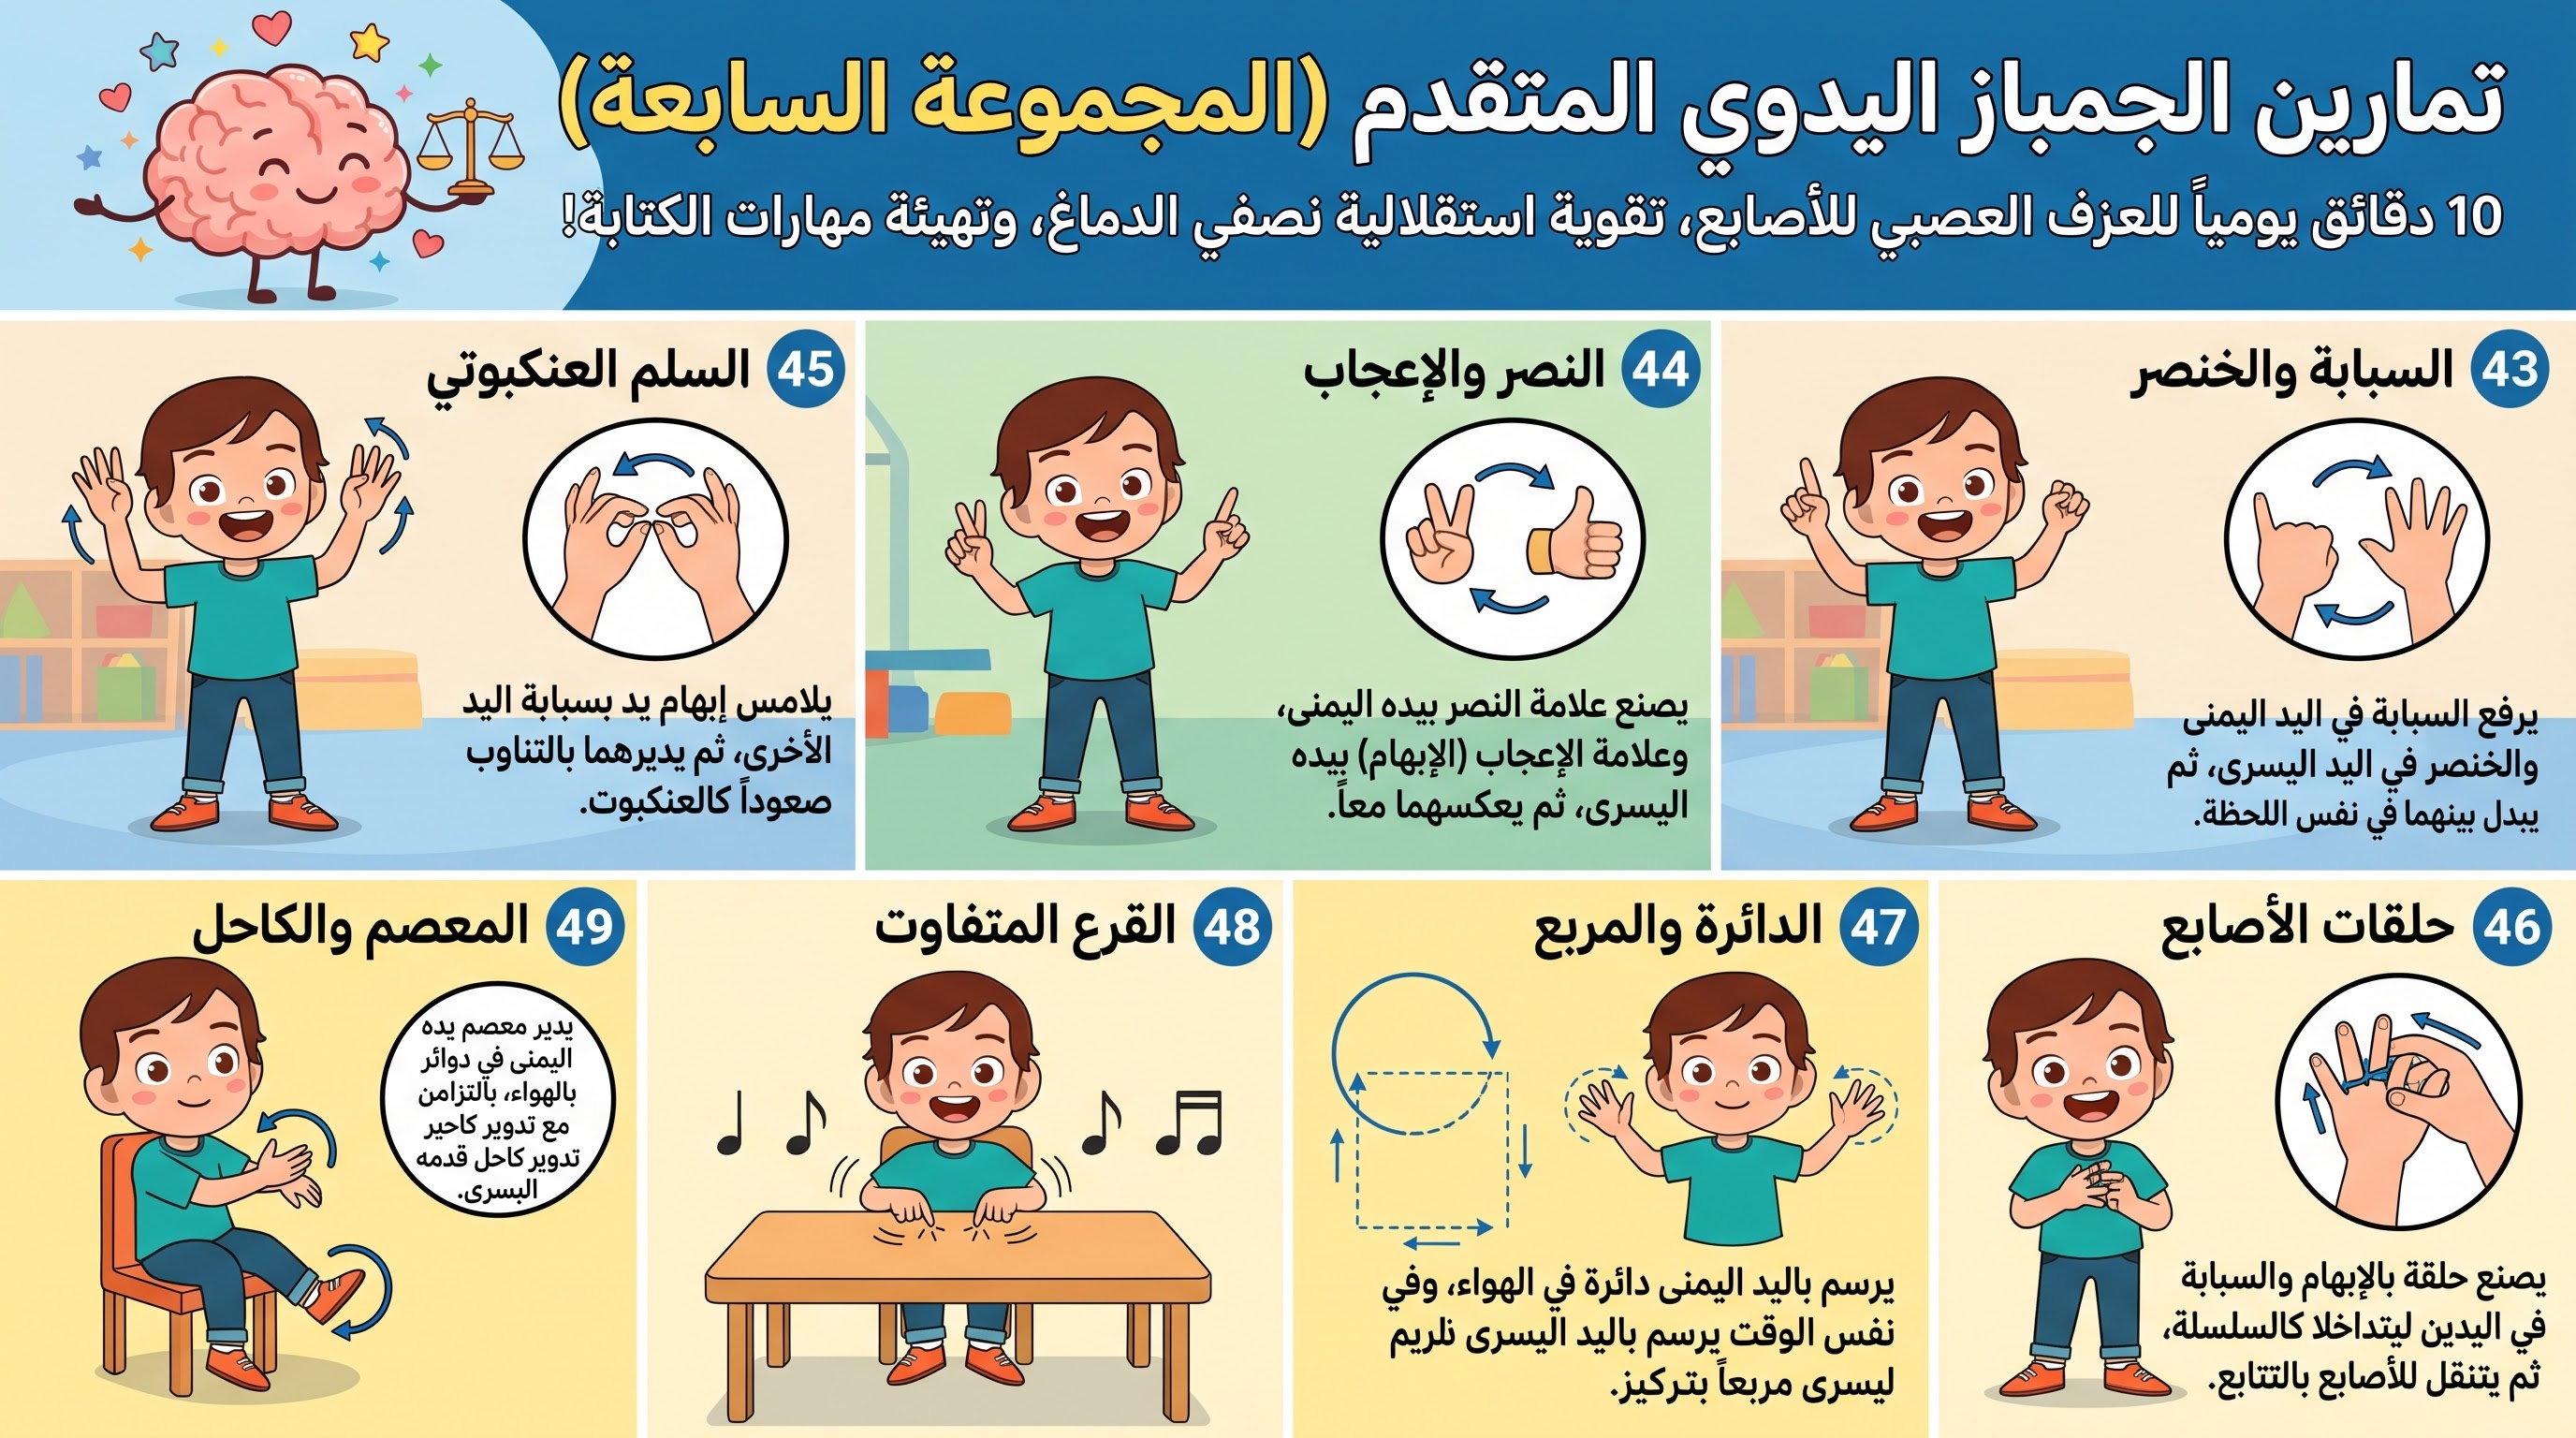 تمارين الجمباز اليدوي المتقدم (المجموعة السابعة)
10 دقائق يومياً للعزف العصبي للأصابع، تقوية استقلالية نصفي الدماغ، وتهيئة مهارات الكتابة!
43 السبابة والخنصر
يرفع السبابة في اليد اليمنى
والخنصر في اليد اليسرى، ثم
يبدل بينهما في نفس اللحظة.
44 النصر والإعجاب
يصنع علامة النصر بيده اليمنى،
وعلامة الإعجاب (الإبهام) بيده
اليسرى، ثم يعكسهما معاً.
45 السلم العنكبوتي
يلامس إبهام يد بسبابة اليد
الأخرى، ثم يديرهما بالتناوب
صعوداً كالعنكبوت.
46 حلقات الأصابع
يصنع حلقة بالإبهام والسبابة
في اليدين ليتداخلا كالسلسلة،
ثم يتنقل للأصابع بالتتابع.
47 الدائرة والمربع
يرسم باليد اليمنى دائرة في الهواء، وفي
نفس الوقت يرسم باليد اليسرى نلريم
ليسرى مربعاً بتركيز.
48 القرع المتفاوت
49 المعصم والكاحل
يدير معصم يده
اليمنى في دوائر
بالهواء، بالتزامن
مع تدوير كاحير
تدوير كاحل قدمه
اليسرى.